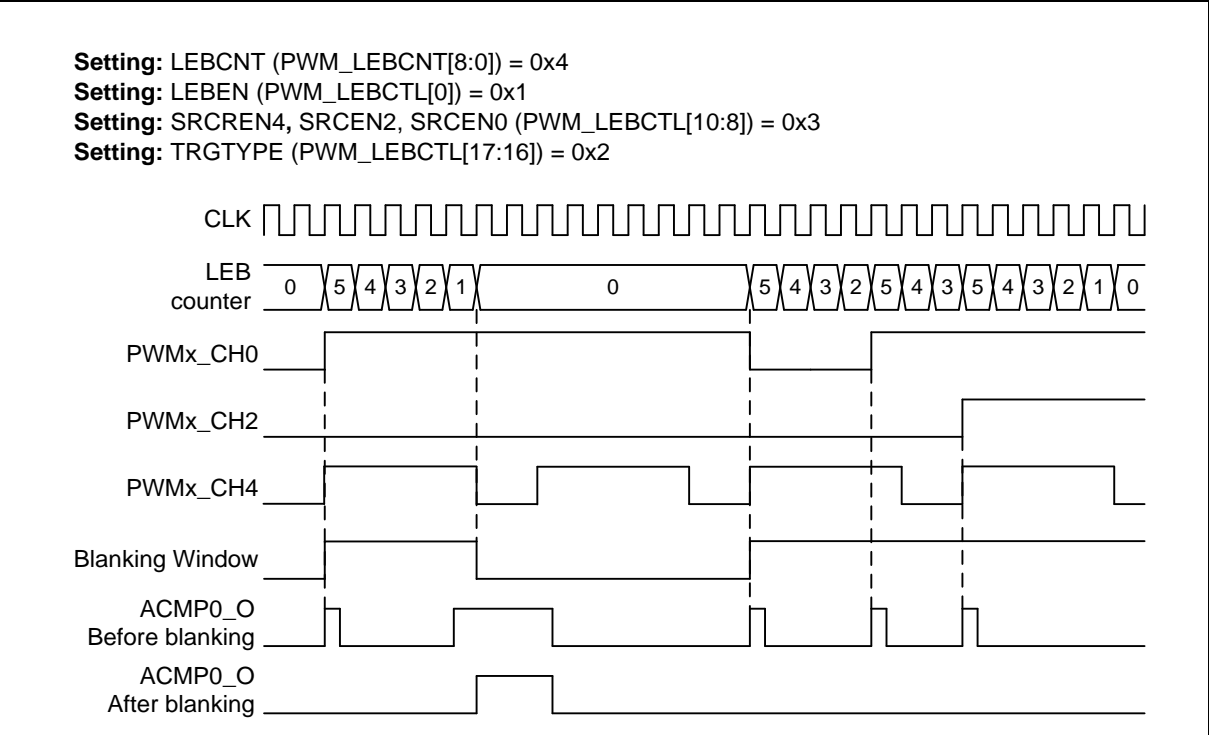 Setting: LEBCNT (PWM_LEBCNT[8:0]) = 0x4
Setting: LEBEN (PWM_LEBCTL[0]) = 0x1
Setting: SRCREN4, SRCEN2, SRCEN0 (PWM_LEBCTL[10:8]) = 0x3
Setting: TRGTYPE (PWM_LEBCTL[17:16]) = 0x2
CLK
LEB
counter
0 5 4 3 2 1 0 5 4 3 2 5 4 3 5 4 3 2 1 0
PWMx_CH0
PWMx_CH2
PWMx_CH4
Blanking Window
ACMP0_O
Before blanking
ACMP0_O
After blanking